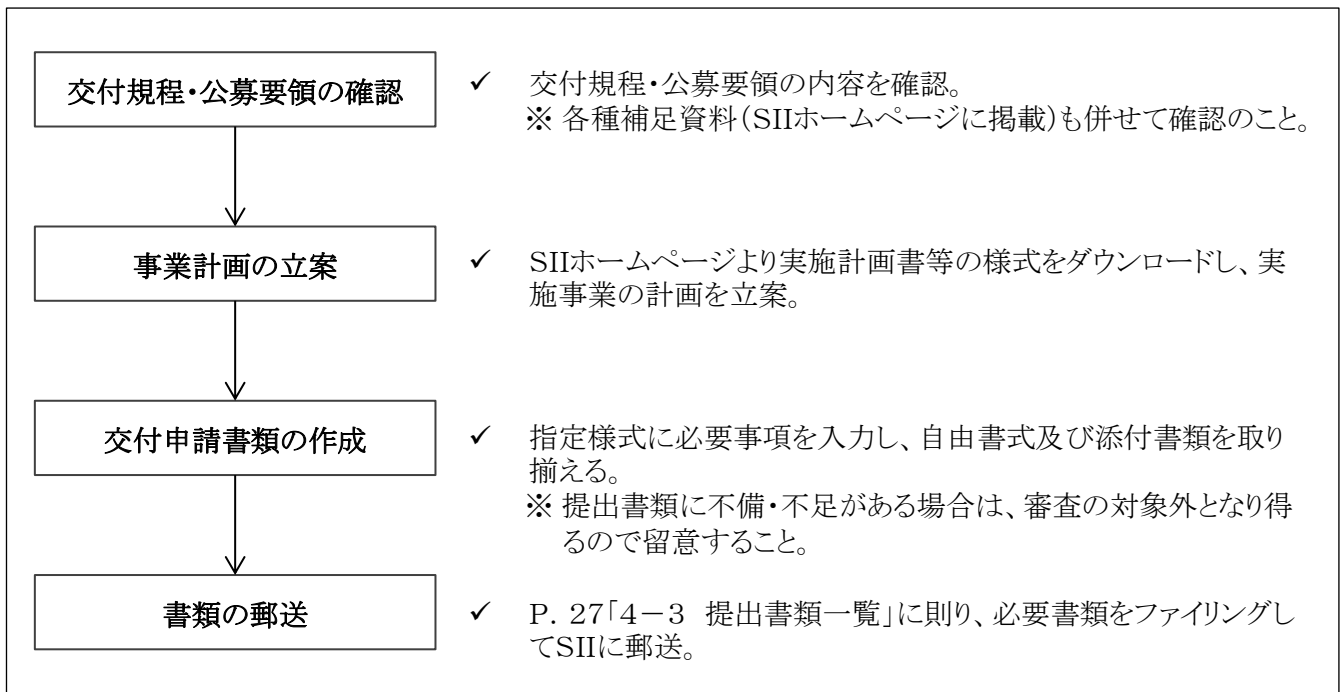 交付規程・公募要領の確認
✓ 交付規程・公募要領の内容を確認。
※ 各種補足資料(SIIホームページに掲載)も併せて確認のこと。
事業計画の立案
✓ SIIホームページより実施計画書等の様式をダウンロードし、実
施事業の計画を立案。
交付申請書類の作成
✓ 指定様式に必要事項を入力し、自由書式及び添付書類を取り
揃える。
※ 提出書類に不備・不足がある場合は、審査の対象外となり得
るので留意すること。
書類の郵送
✓ P. 27「4-3 提出書類一覧」に則り、必要書類をファイリングし
てSIIに郵送。